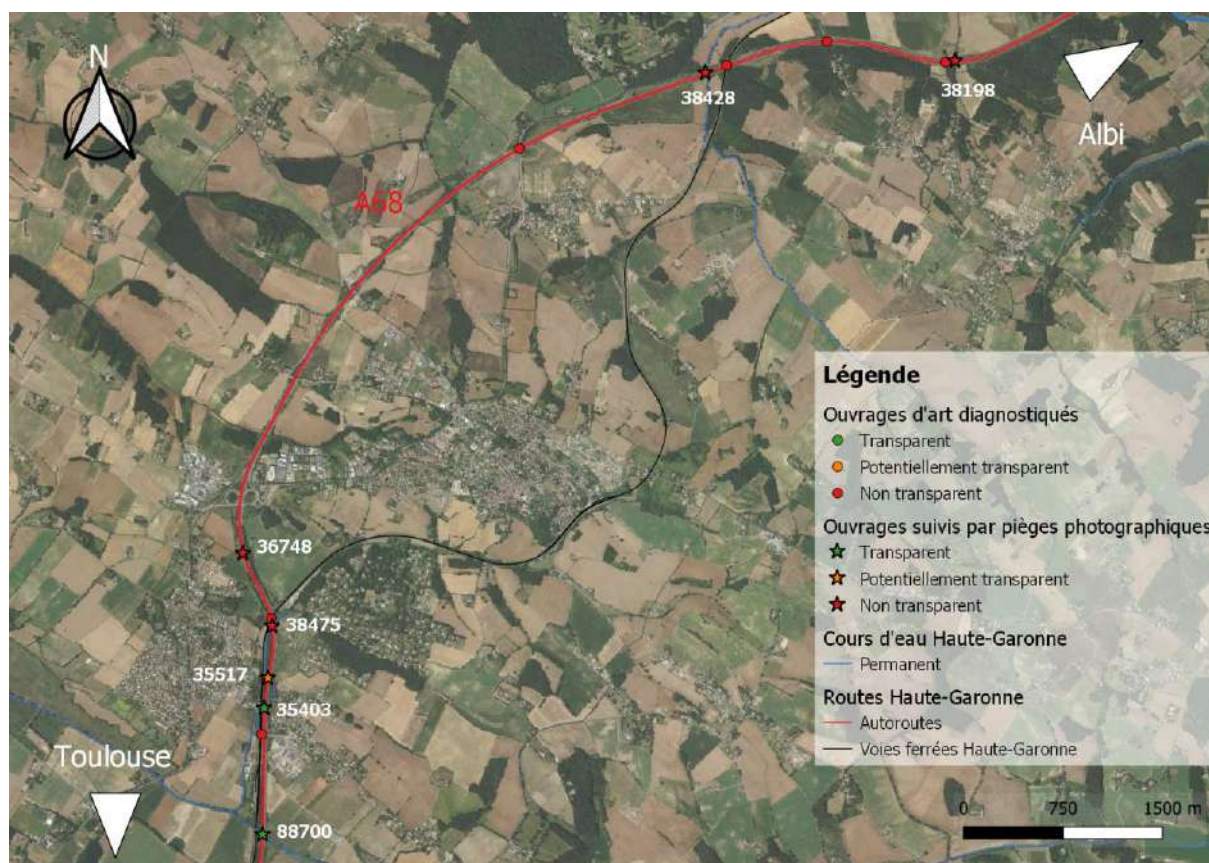 N
38428
38198
Albi
A68
Légende
Ouvrages d'art diagnostiqués
Transparent
Potentiellement transparent
Non transparent
Ouvrages suivis par pièges photographiques
Transparent
Potentiellement transparent
Non transparent
Cours d'eau Haute-Garonne
Permanent
Routes Haute-Garonne
Autoroutes
Voies ferrées Haute-Garonne
36748
38475
35517
35403
Toulouse
88700
0 750 1500 m